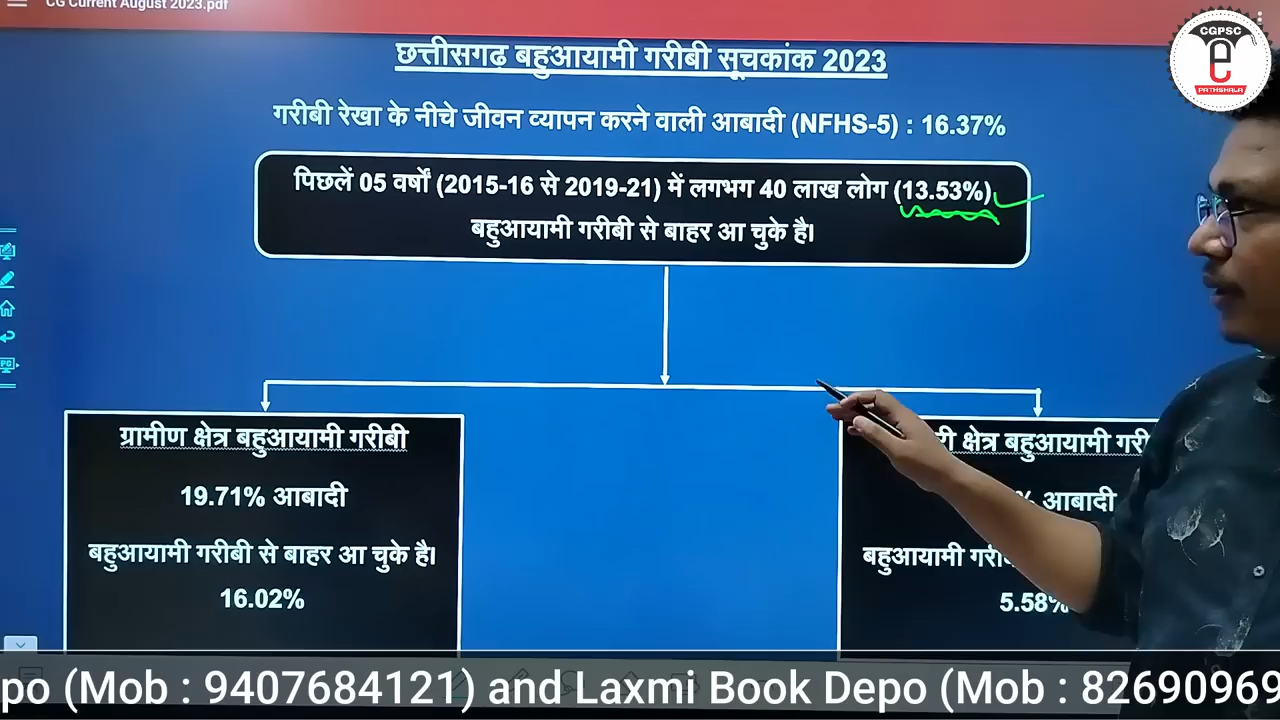 CG Current August 2023.pdf
CGPSC
e
PATHSHALA
छत्तीसगढ़ बहुआयामी गरीबी सूचकांक 2023
गरीबी रेखा के नीचे जीवन व्यापन करने वाली आबादी (NFHS-5) : 16.37%
पिछलें 05 वर्षों (2015-16 से 2019-21) में लगभग 40 लाख लोग (13.53%)
बहुआयामी गरीबी से बाहर आ चुके है।
ग्रामीण क्षेत्र बहुआयामी गरीबी
19.71% आबादी
बहुआयामी गरीबी से बाहर आ चुके है।
16.02%
क्षेत्र बहुआयामी
% आबादी
बहुआयामी
5.58%
po (Mob : 9407684121) and Laxmi Book Depo (Mob : 82690969